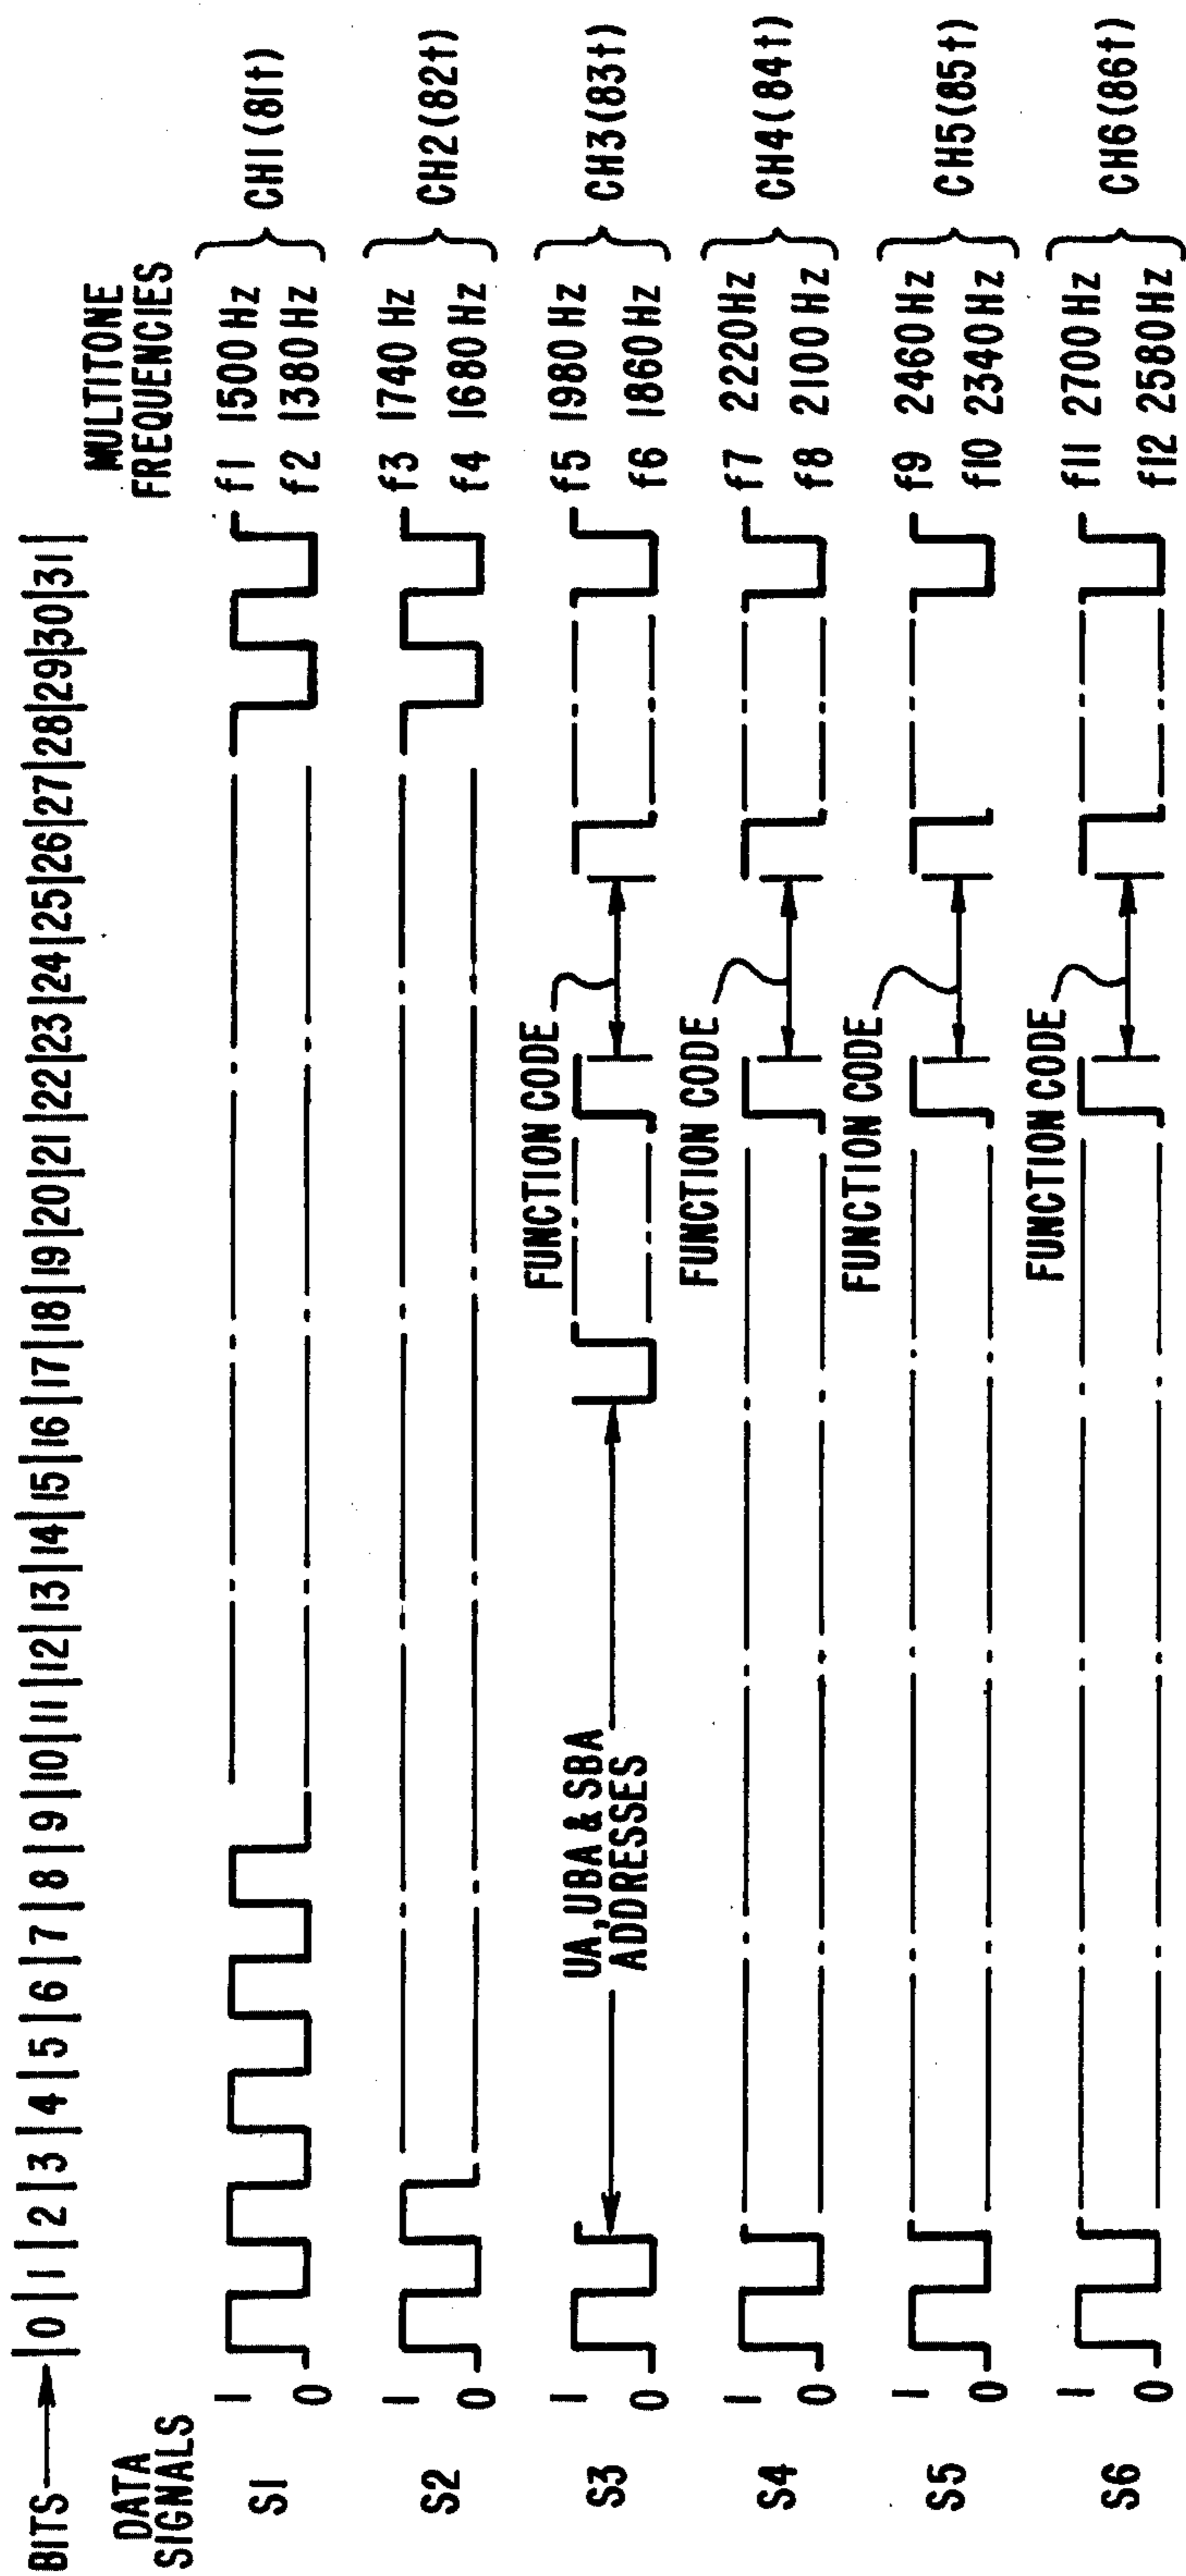 BITS
|0|1|2|3|4|5|6|7|8|9|10|11|12|13|14|15|16|17|18|19|20|21|22|23|24|25|26|27|28|29|30|31|
DATA
SIGNALS
MULTITONE
FREQUENCIES
S1
1
0
f1 1500 Hz
f2 1380 Hz
CH1(81t)
S2
1
0
f3 1740 Hz
f4 1680 Hz
CH2(82t)
S3
1
0
UA, UBA & SBA
ADDRESSES
FUNCTION CODE
f5 1980 Hz
f6 1860 Hz
CH3(83t)
S4
1
0
FUNCTION CODE
f7 2220 Hz
f8 2100 Hz
CH4(84t)
S5
1
0
FUNCTION CODE
f9 2460 Hz
f10 2340 Hz
CH5(85t)
S6
1
0
FUNCTION CODE
f11 2700 Hz
f12 2580 Hz
CH6(86t)